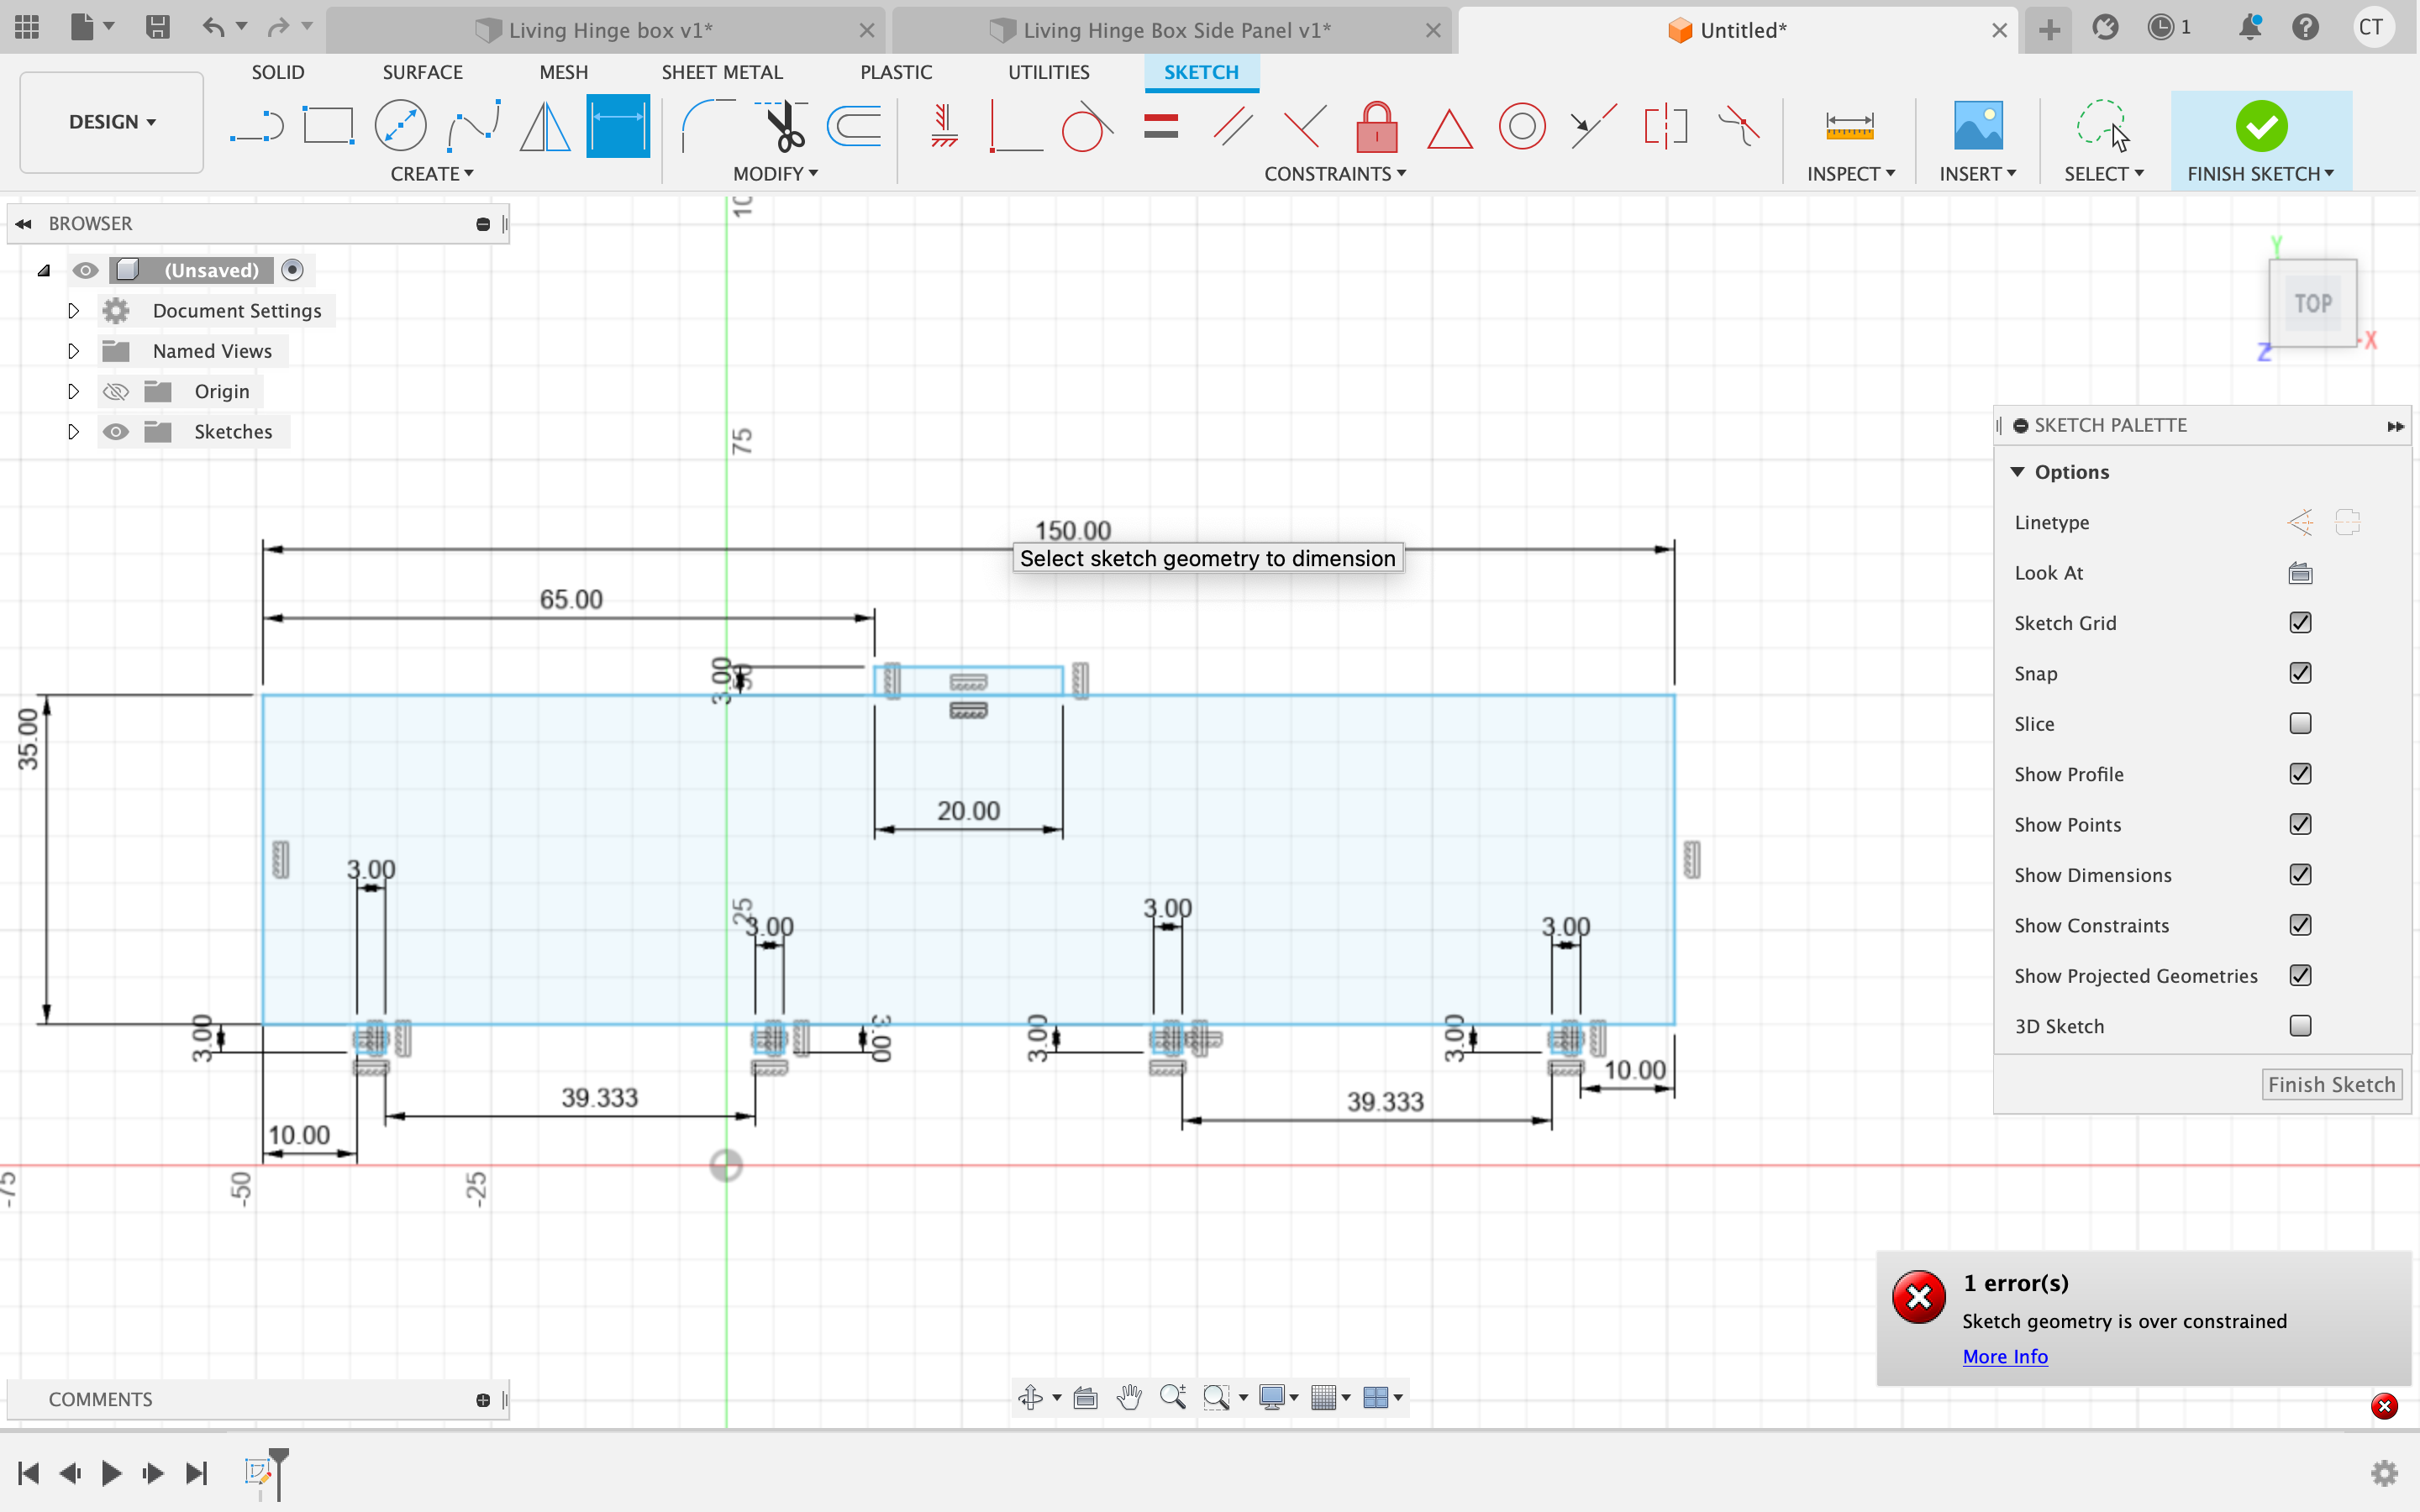 Living Hinge box v1*
Living Hinge Box Side Panel v1*
Untitled*
1
CT
DESIGN
SOLID
SURFACE
MESH
SHEET METAL
PLASTIC
UTILITIES
SKETCH
CREATE
MODIFY
CONSTRAINTS
INSPECT
INSERT
SELECT
FINISH SKETCH
BROWSER
(Unsaved)
Document Settings
Named Views
Origin
Sketches
Y
TOP
X
Z
75
150.00
Select sketch geometry to dimension
65.00
3.00
50
35.00
20.00
3.00
25
3.00
3.00
3.00
3.00
3.00
3.00
3.00
10.00
39.333
39.333
10.00
-75
-50
-25
SKETCH PALETTE
Options
Linetype
Look At
Sketch Grid
Snap
Slice
Show Profile
Show Points
Show Dimensions
Show Constraints
Show Projected Geometries
3D Sketch
Finish Sketch
1 error(s)
Sketch geometry is over constrained
More Info
COMMENTS